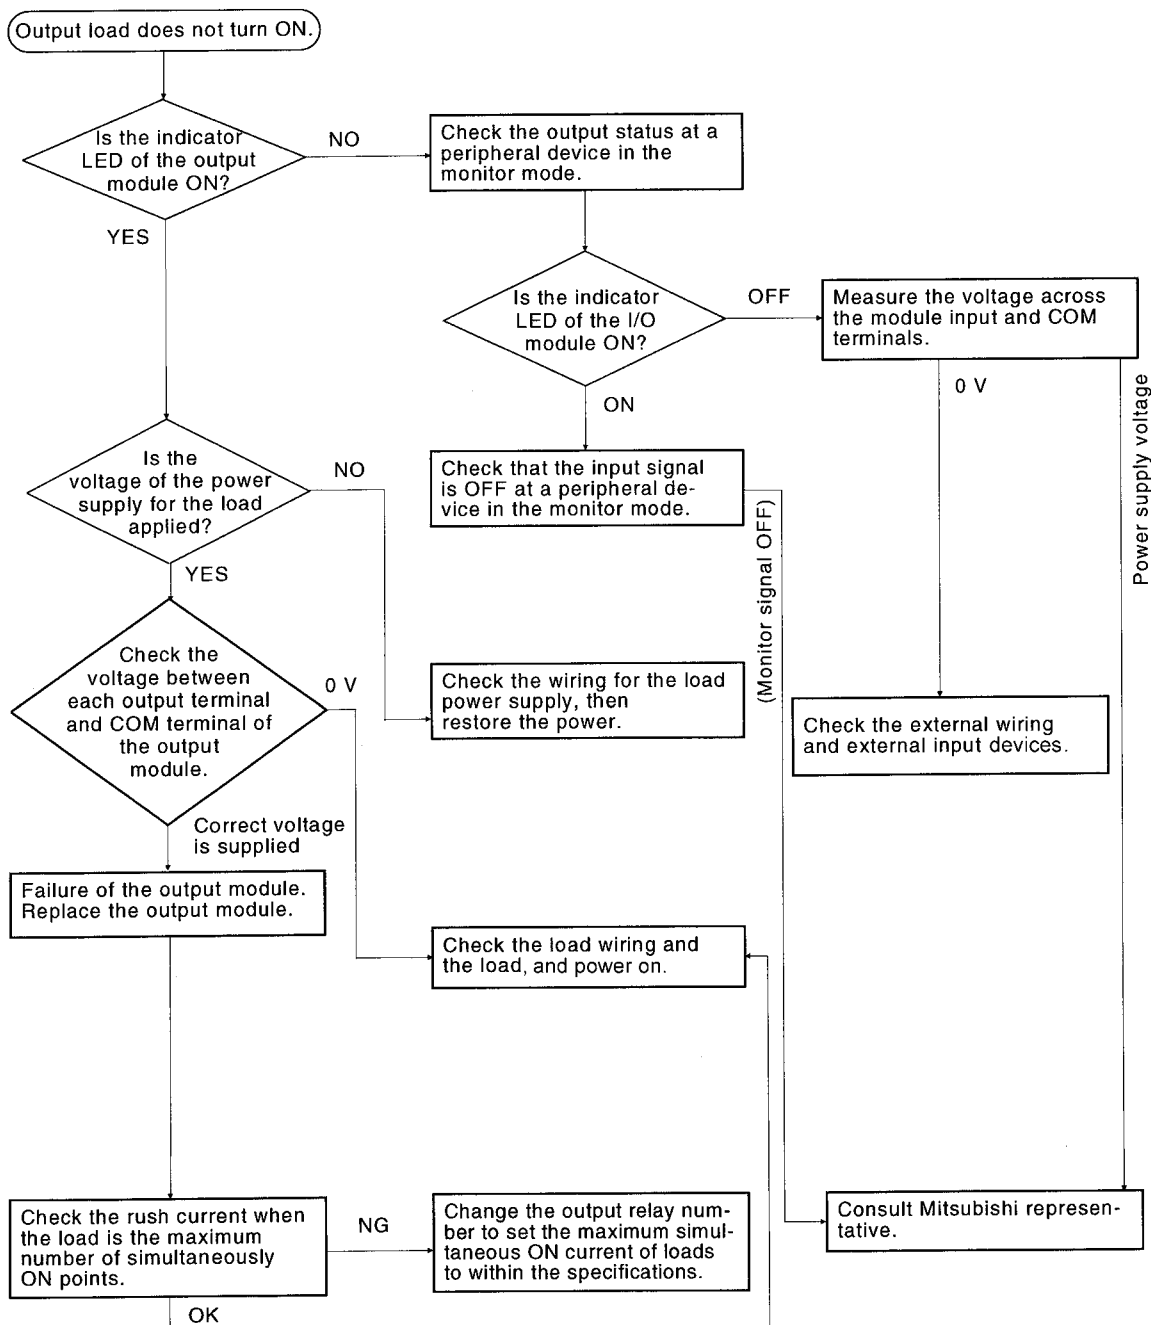 Output load does not turn ON.
Is the indicator
LED of the output
module ON?
NO
Check the output status at a
peripheral device in the
monitor mode.
YES
Is the indicator
LED of the I/O
module ON?
OFF
Measure the voltage across
the module input and COM
terminals.
0 V
Power supply voltage
ON
Is the
voltage of the power
supply for the load
applied?
NO
Check that the input signal
is OFF at a peripheral de-
vice in the monitor mode.
(Monitor signal OFF)
YES
Check the
voltage between
each output terminal
and COM terminal of
the output
module.
0 V
Check the wiring for the load
power supply, then
restore the power.
Check the external wiring
and external input devices.
Correct voltage
is supplied
Failure of the output module.
Replace the output module.
Check the load wiring and
the load, and power on.
Check the rush current when
the load is the maximum
number of simultaneously
ON points.
NG
Change the output relay num-
ber to set the maximum simul-
taneous ON current of loads
to within the specifications.
Consult Mitsubishi represen-
tative.
OK